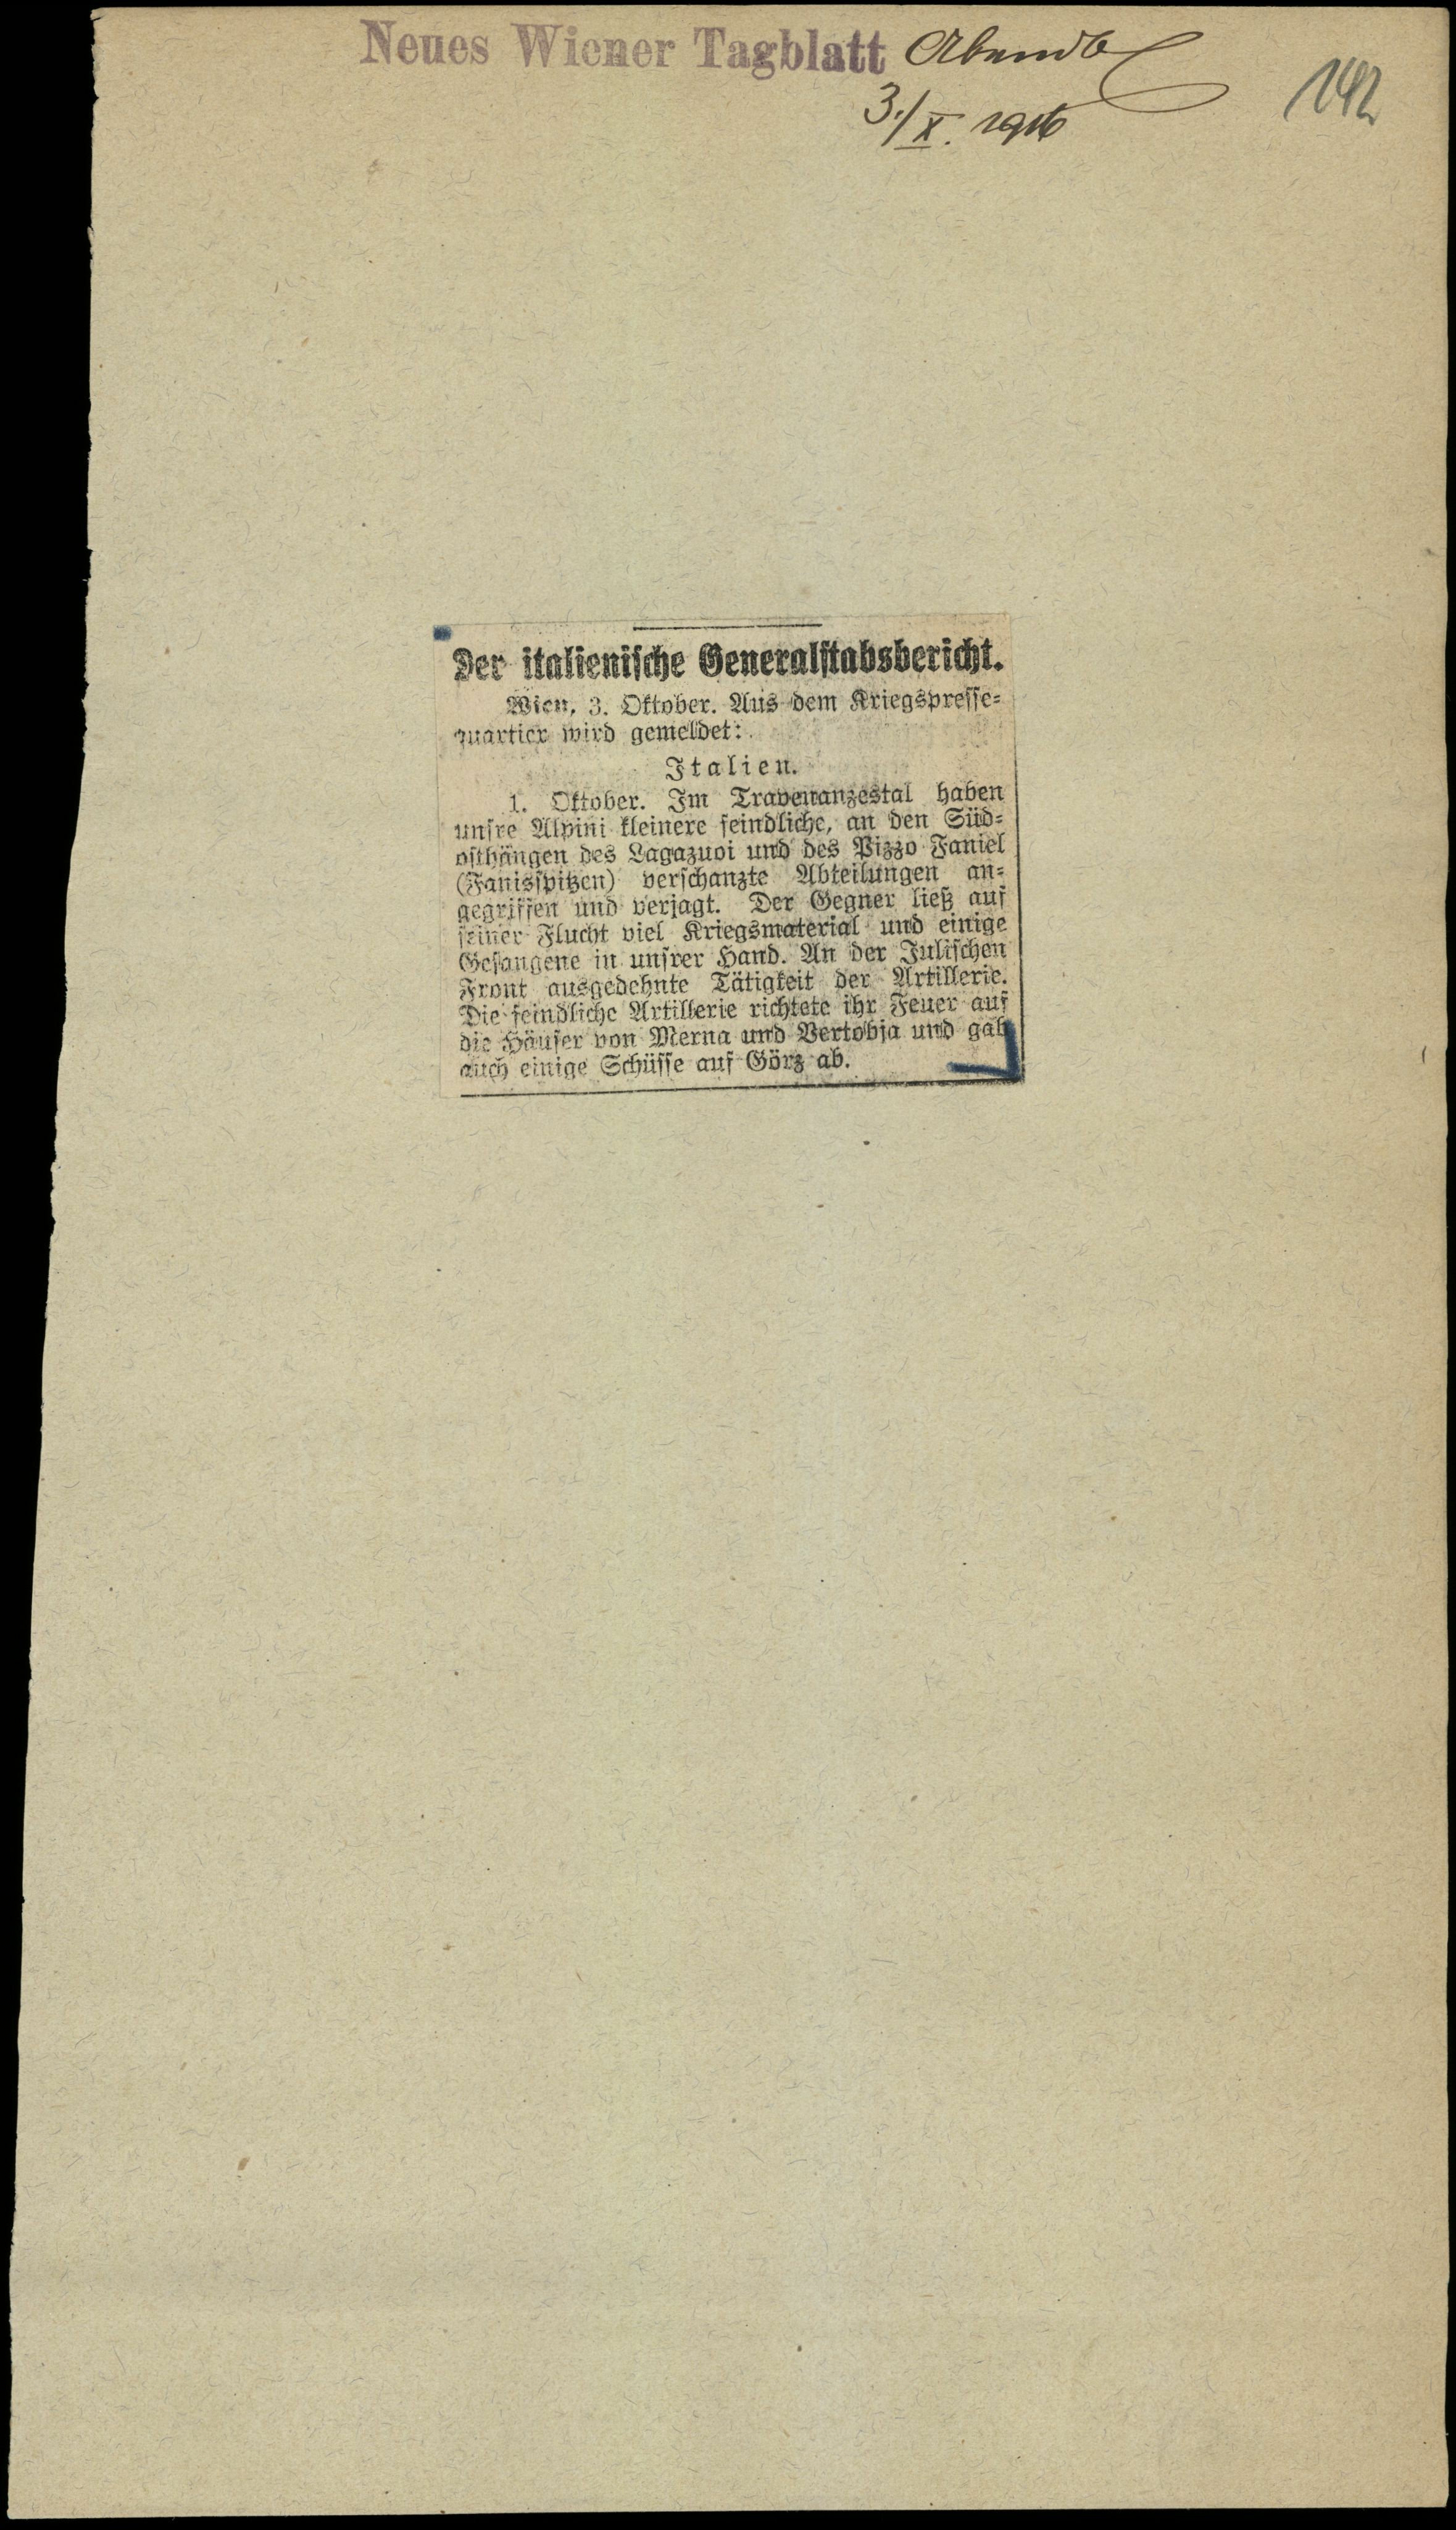 Neues Wiener Tagblatt Abendbl
3./X. 1916
142
Der italienische Generalstabsbericht.
Wien, 3. Oktober. Aus dem Kriegspresse-
quartier wird gemeldet:
Italien.
1. Oktober. Im Travenanzestal haben
unsre Alpini kleinere feindliche, an den Süd-
osthängen des Lagazuoi und des Pizzo Faniel
(Fanisspitzen) verschanzte Abteilungen an-
gegriffen und verjagt. Der Gegner ließ auf
seiner Flucht viel Kriegsmaterial und einige
Gefangene in unsrer Hand. An der Julischen
Front ausgedehnte Tätigkeit der Artillerie.
Die feindliche Artillerie richtete ihr Feuer auf
die Häuser von Merna und Vertobja und gab
auch einige Schüsse auf Görz ab.